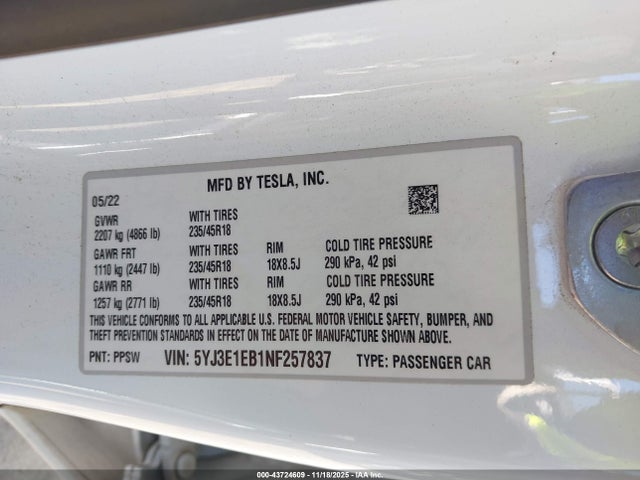 MFD BY TESLA, INC.
05/22
GVWR WITH TIRES
2207 kg (4866 lb) 235/45R18
GAWR FRT WITH TIRES RIM COLD TIRE PRESSURE
1110 kg (2447 lb) 235/45R18 18X8.5J 290 kPa, 42 psi
GAWR RR WITH TIRES RIM COLD TIRE PRESSURE
1257 kg (2771 lb) 235/45R18 18X8.5J 290 kPa, 42 psi
THIS VEHICLE CONFORMS TO ALL APPLICABLE U.S. FEDERAL MOTOR VEHICLE SAFETY, BUMPER, AND
THEFT PREVENTION STANDARDS IN EFFECT ON THE DATE OF MANUFACTURE SHOWN ABOVE.
PNT: PPSW VIN: 5YJ3E1EB1NF257837 TYPE: PASSENGER CAR
000-43724609 - 11/18/2025 - IAA, Inc.